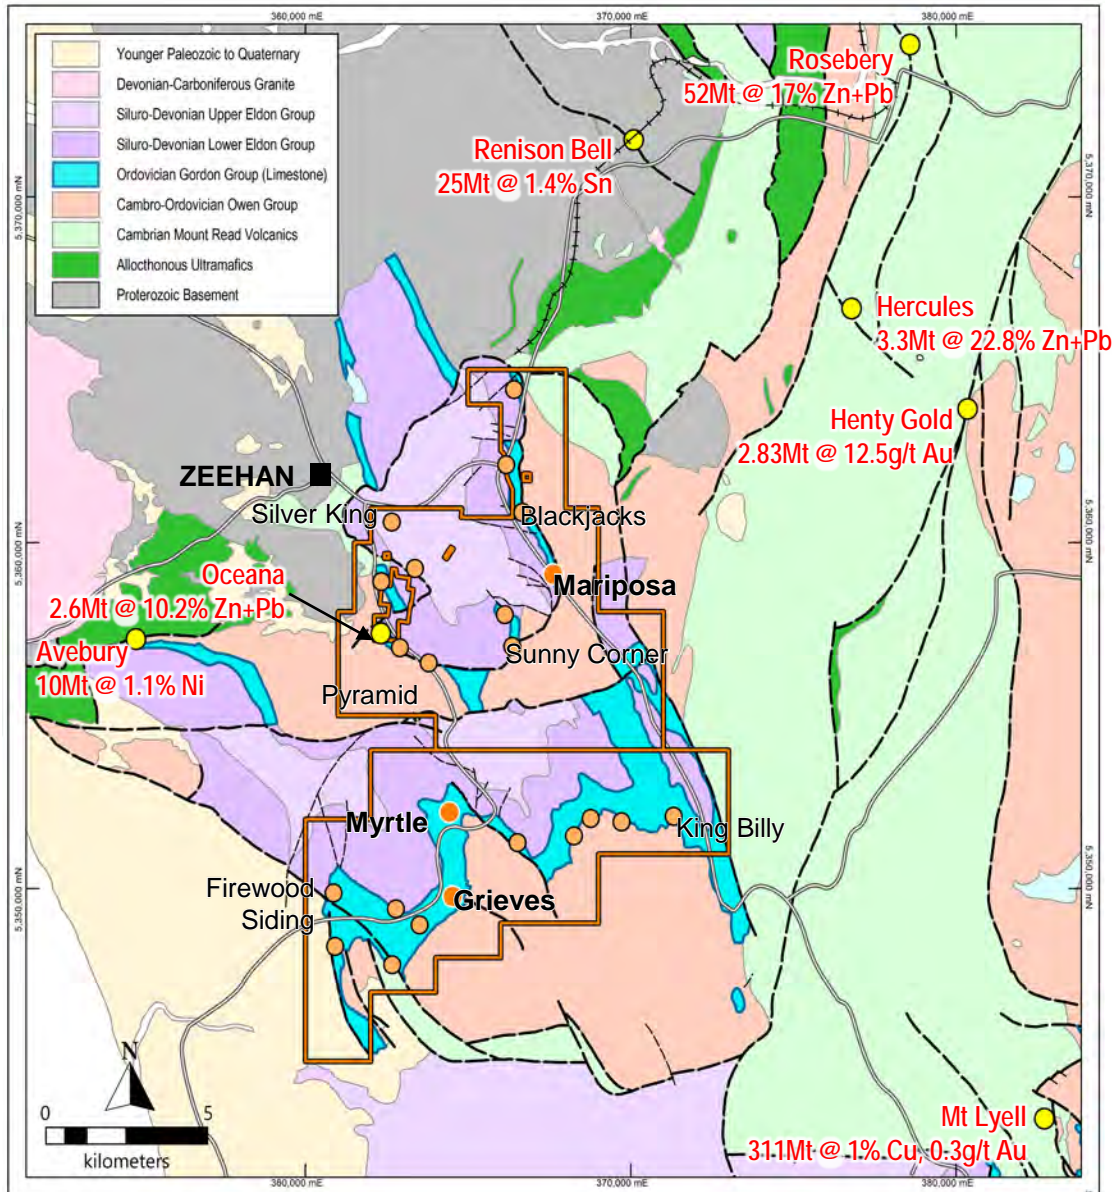 360,000 mE
370,000 mE
380,000 mE
Younger Paleozoic to Quaternary
Devonian-Carboniferous Granite
Siluro-Devonian Upper Eldon Group
Siluro-Devonian Lower Eldon Group
Ordovician Gordon Group (Limestone)
Cambro-Ordovician Owen Group
Cambrian Mount Read Volcanics
Allocthonous Ultramafics
Proterozoic Basement
Rosebery
52Mt @ 17% Zn+Pb
Renison Bell
25Mt @ 1.4% Sn
5,370,000 mN
5,370,000 mN
Hercules
3.3Mt @ 22.8% Zn+Pb
Henty Gold
2.83Mt @ 12.5g/t Au
ZEEHAN
Silver King
Blackjacks
5,360,000 mN
5,360,000 mN
Oceana
2.6Mt @ 10.2% Zn+Pb
Mariposa
Avebury
10Mt @ 1.1% Ni
Sunny Corner
Pyramid
Myrtle
King Billy
Firewood
Siding
Grieves
5,350,000 mN
5,350,000 mN
N
0 5
kilometers
Mt Lyell
311Mt @ 1% Cu, 0.3g/t Au
360,000 mE
370,000 mE
380,000 mE